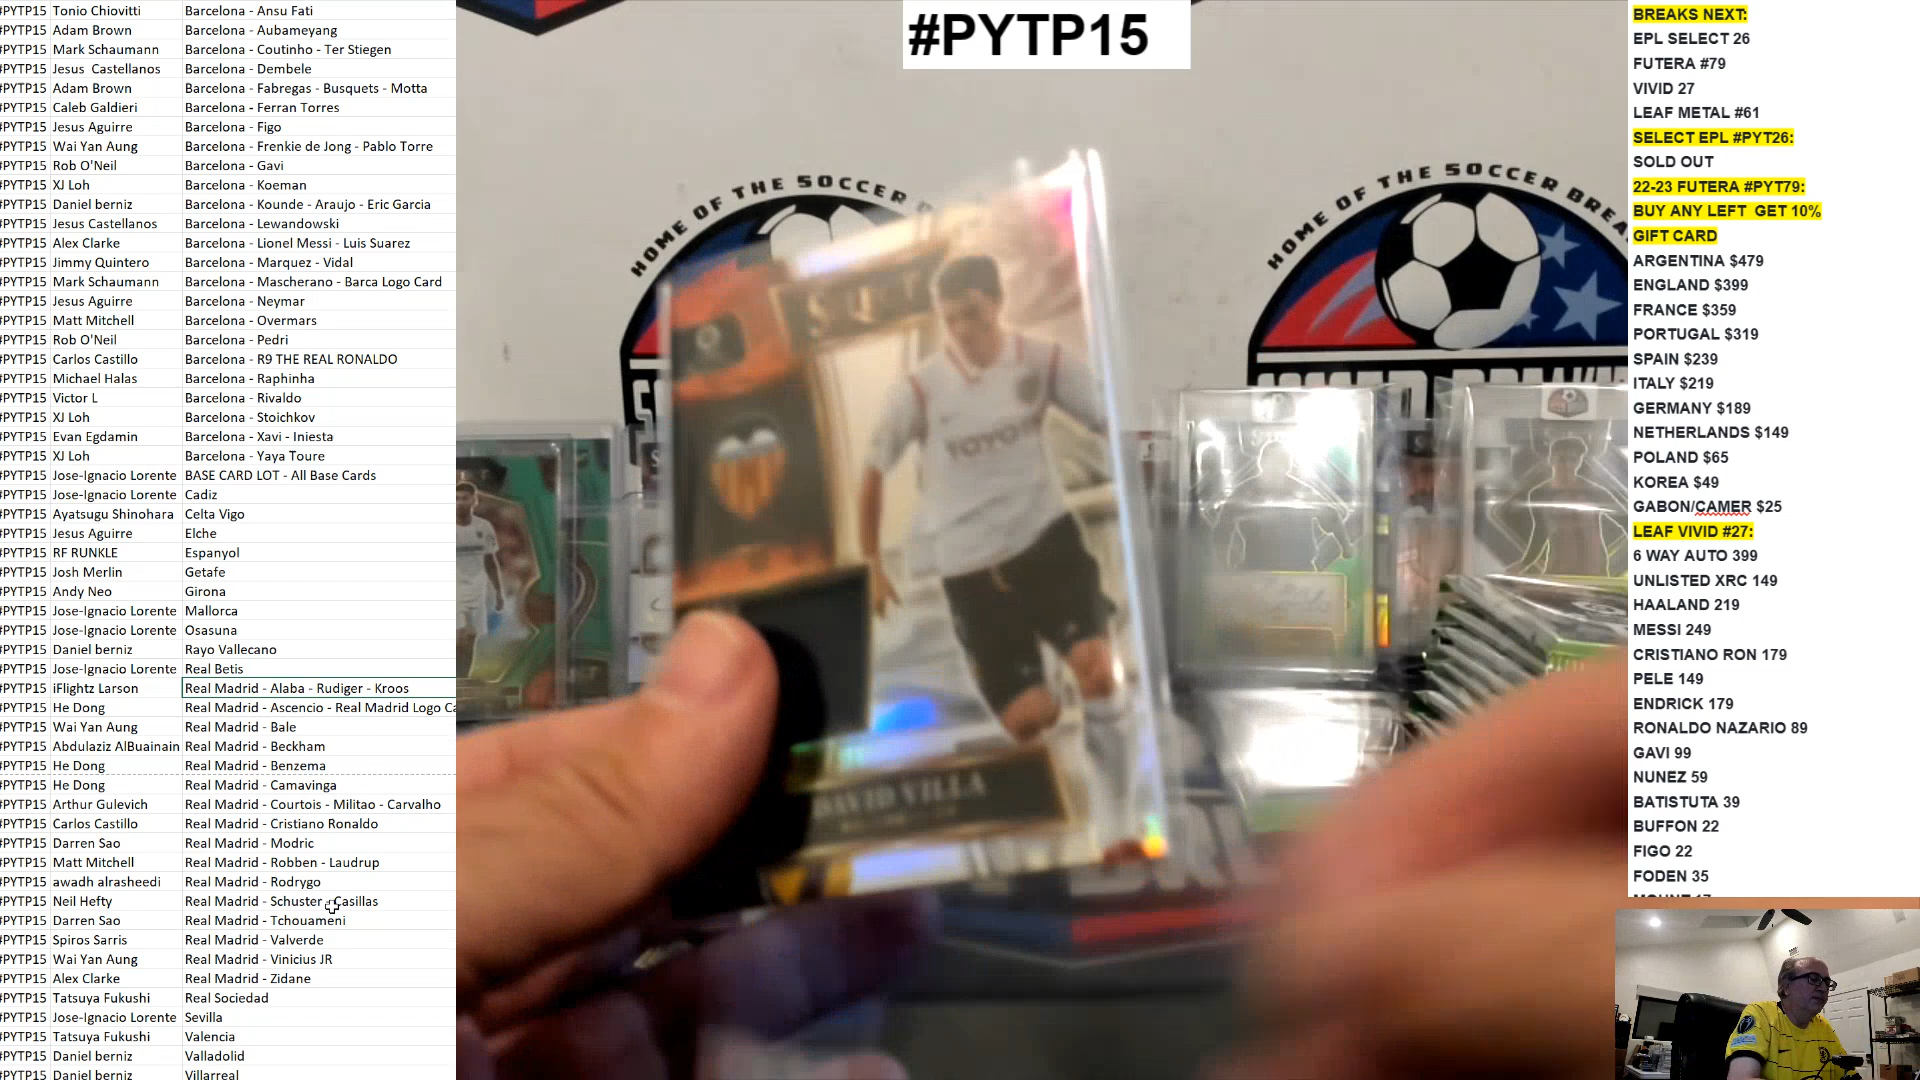 #PYTP15 Tonio Chiovitti Barcelona - Ansu Fati
#PYTP15 Adam Brown Barcelona - Aubameyang
#PYTP15 Mark Schaumann Barcelona - Coutinho - Ter Stiegen
#PYTP15 Jesus Castellanos Barcelona - Dembele
#PYTP15 Adam Brown Barcelona - Fabregas - Busquets - Motta
#PYTP15 Caleb Galdieri Barcelona - Ferran Torres
#PYTP15 Jesus Aguirre Barcelona - Figo
#PYTP15 Wai Yan Aung Barcelona - Frenkie de Jong - Pablo Torre
#PYTP15 Rob O'Neil Barcelona - Gavi
#PYTP15 XJ Loh Barcelona - Koeman
#PYTP15 Daniel berniz Barcelona - Kounde - Araujo - Eric Garcia
#PYTP15 Jesus Castellanos Barcelona - Lewandowski
#PYTP15 Alex Clarke Barcelona - Lionel Messi - Luis Suarez
#PYTP15 Jimmy Quintero Barcelona - Marquez - Vidal
#PYTP15 Mark Schaumann Barcelona - Mascherano - Barca Logo Card
#PYTP15 Jesus Aguirre Barcelona - Neymar
#PYTP15 Matt Mitchell Barcelona - Overmars
#PYTP15 Rob O'Neil Barcelona - Pedri
#PYTP15 Carlos Castillo Barcelona - R9 THE REAL RONALDO
#PYTP15 Michael Halas Barcelona - Raphinha
#PYTP15 Victor L Barcelona - Rivaldo
#PYTP15 XJ Loh Barcelona - Stoichkov
#PYTP15 Evan Egdamin Barcelona - Xavi - Iniesta
#PYTP15 XJ Loh Barcelona - Yaya Toure
#PYTP15 Jose-Ignacio Lorente BASE CARD LOT - All Base Cards
#PYTP15 Jose-Ignacio Lorente Cadiz
#PYTP15 Ayatsugu Shinohara Celta Vigo
#PYTP15 Jesus Aguirre Elche
#PYTP15 RF RUNKLE Espanyol
#PYTP15 Josh Merlin Getafe
#PYTP15 Andy Neo Girona
#PYTP15 Jose-Ignacio Lorente Mallorca
#PYTP15 Jose-Ignacio Lorente Osasuna
#PYTP15 Daniel berniz Rayo Vallecano
#PYTP15 Jose-Ignacio Lorente Real Betis
#PYTP15 iFlightz Larson Real Madrid - Alaba - Rudiger - Kroos
#PYTP15 He Dong Real Madrid - Ascencio - Real Madrid Logo Ca
#PYTP15 Wai Yan Aung Real Madrid - Bale
#PYTP15 Abdulaziz AlBuainain Real Madrid - Beckham
#PYTP15 He Dong Real Madrid - Benzema
#PYTP15 He Dong Real Madrid - Camavinga
#PYTP15 Arthur Gulevich Real Madrid - Courtois - Militao - Carvalho
#PYTP15 Carlos Castillo Real Madrid - Cristiano Ronaldo
#PYTP15 Darren Sao Real Madrid - Modric
#PYTP15 Matt Mitchell Real Madrid - Robben - Laudrup
#PYTP15 awadh alrasheedi Real Madrid - Rodrygo
#PYTP15 Neil Hefty Real Madrid - Schuster - Casillas
#PYTP15 Darren Sao Real Madrid - Tchouameni
#PYTP15 Spiros Sarris Real Madrid - Valverde
#PYTP15 Wai Yan Aung Real Madrid - Vinicius JR
#PYTP15 Alex Clarke Real Madrid - Zidane
#PYTP15 Tatsuya Fukushi Real Sociedad
#PYTP15 Jose-Ignacio Lorente Sevilla
#PYTP15 Tatsuya Fukushi Valencia
#PYTP15 Daniel berniz Valladolid
#PYTP15 Daniel berniz Villarreal
#PYTP15
HOME OF THE SOCCER
HOME OF THE SOCCER BREA
TOYO
DAVID VILLA
BREAKS NEXT:
EPL SELECT 26
FUTERA #79
VIVID 27
LEAF METAL #61
SELECT EPL #PYT26:
SOLD OUT
22-23 FUTERA #PYT79:
BUY ANY LEFT GET 10%
GIFT CARD
ARGENTINA $479
ENGLAND $399
FRANCE $359
PORTUGAL $319
SPAIN $239
ITALY $219
GERMANY $189
NETHERLANDS $149
POLAND $65
KOREA $49
GABON/CAMER $25
LEAF VIVID #27:
6 WAY AUTO 399
UNLISTED XRC 149
HAALAND 219
MESSI 249
CRISTIANO RON 179
PELE 149
ENDRICK 179
RONALDO NAZARIO 89
GAVI 99
NUNEZ 59
BATISTUTA 39
BUFFON 22
FIGO 22
FODEN 35